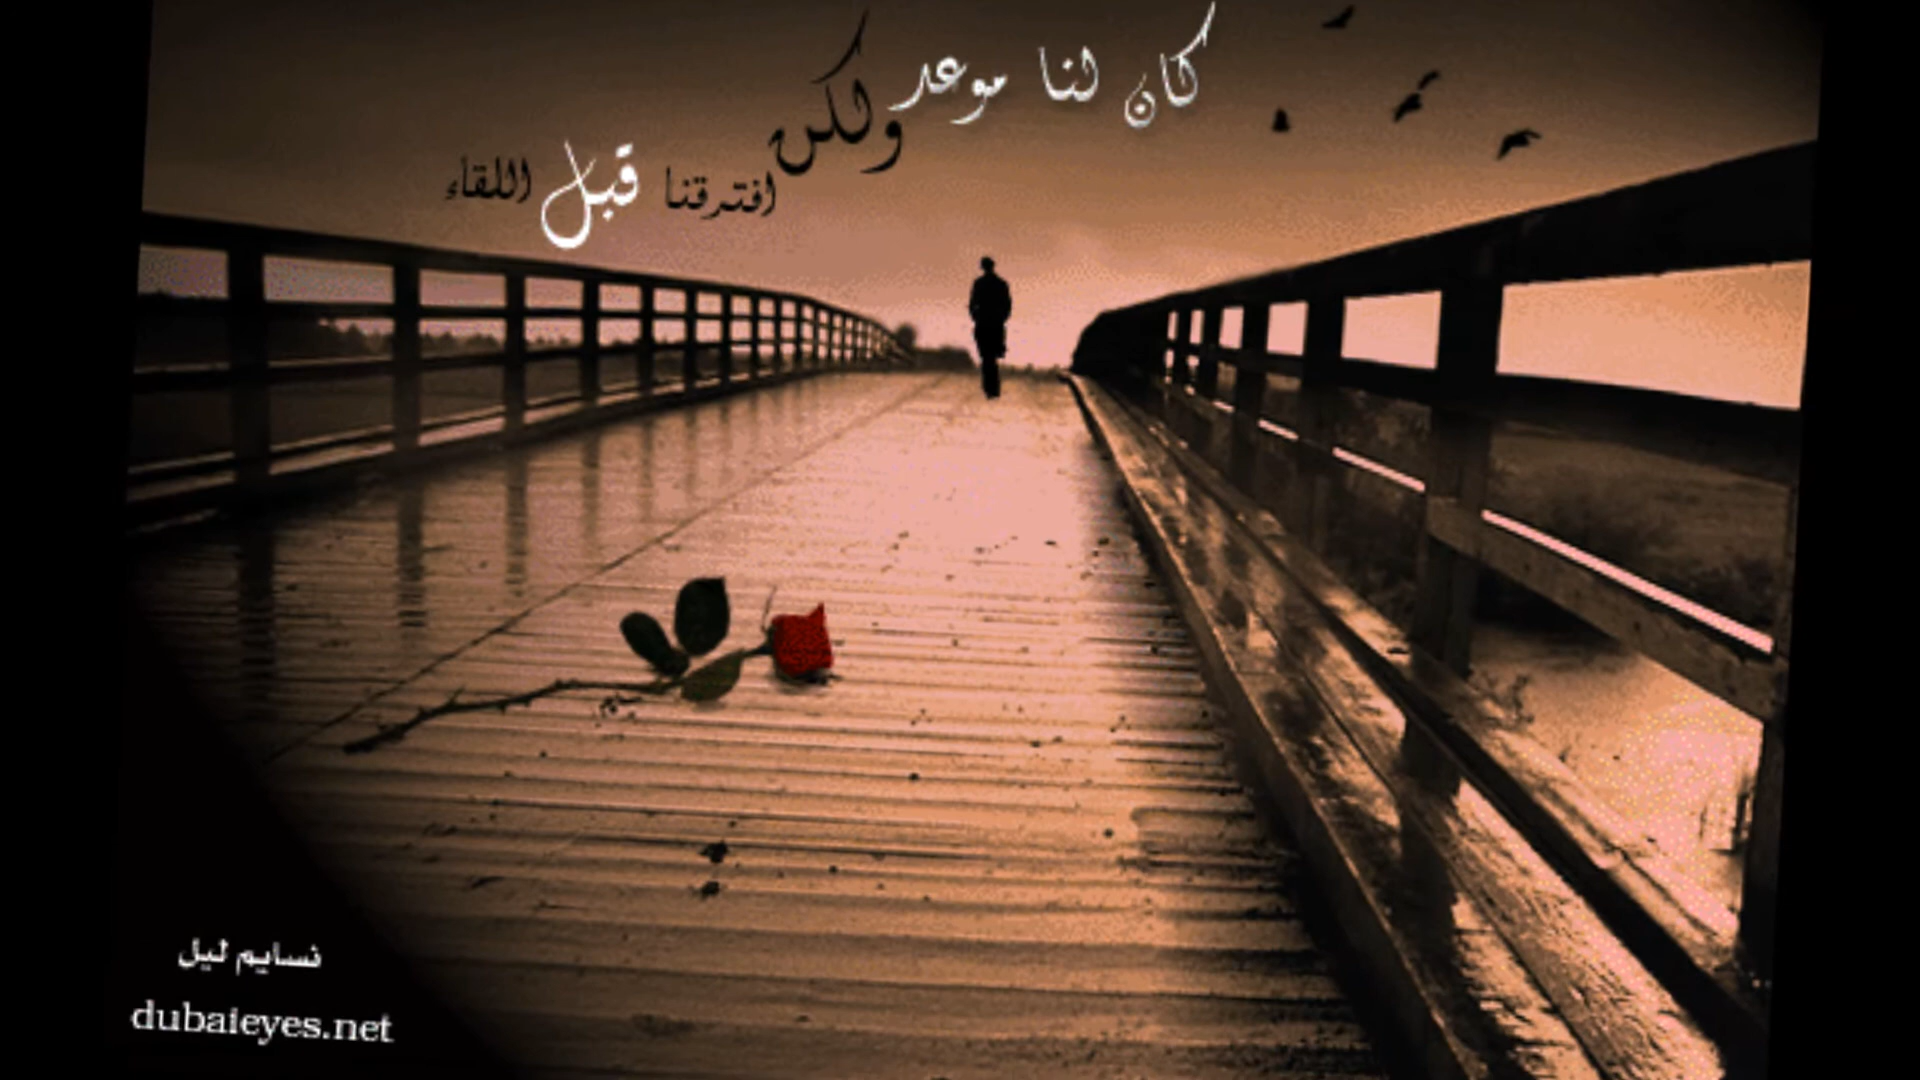 كان لنا موعد
ولكن
افترقنا قبل اللقاء
نسايم ليل
dubaieyes.net